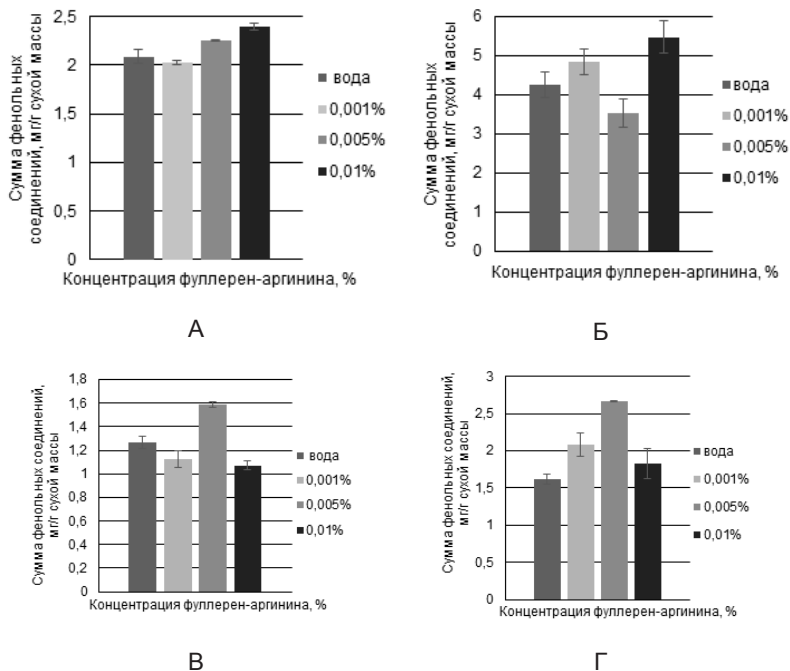 Сумма фенольных
соединений, мг/г сухой массы
2,5
2
1,5
1
0,5
0
вода
0,001%
0,005%
0,01%
Концентрация фуллерен-аргинина, %
А
Сумма фенольных
соединений, мг/г сухой массы
6
5
4
3
2
1
0
вода
0,001%
0,005%
0,01%
Концентрация фуллерен-аргинина, %
Б
Сумма фенольных соединений,
мг/г сухой массы
1,8
1,6
1,4
1,2
1
0,8
0,6
0,4
0,2
0
вода
0,001%
0,005%
0,01%
Концентрация фуллерен-аргинина, %
В
Сумма фенольных соединений,
мг/г сухой массы
3
2,5
2
1,5
1
0,5
0
вода
0,001%
0,005%
0,01%
Концентрация фуллерен-аргинина, %
Г